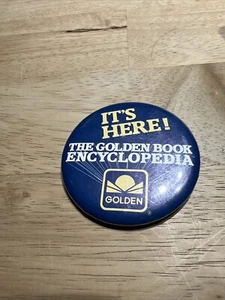 IT'S
HERE!
THE GOLDEN BOOK
ENCYCLOPEDIA
GOLDEN
®